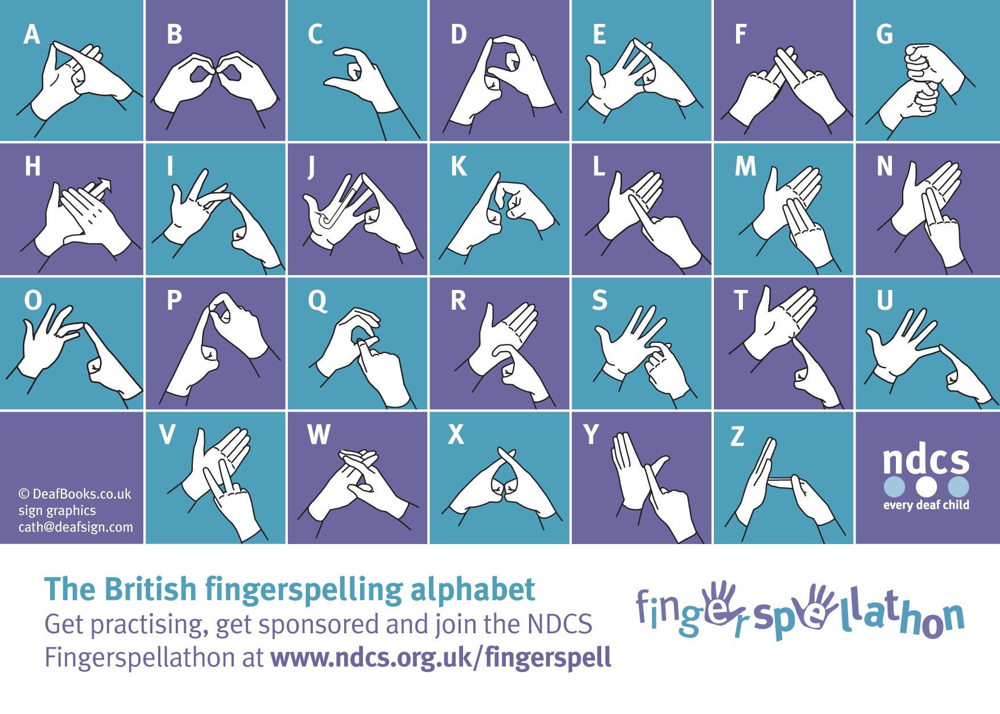 A B C D E F G
H I J K L M N
O P Q R S T U
V W X Y Z
© DeafBooks.co.uk
sign graphics
cath@deafsign.com
ndcs
every deaf child
The British fingerspelling alphabet
Get practising, get sponsored and join the NDCS
Fingerspellathon at www.ndcs.org.uk/fingerspell
fingerspellathon